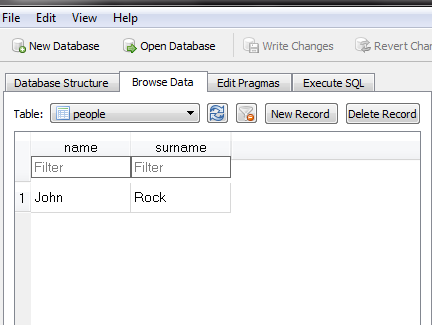 File Edit View Help
New Database Open Database Write Changes Revert Char
Database Structure Browse Data Edit Pragmas Execute SQL
Table: people New Record Delete Record
name surname
Filter Filter
1 John Rock